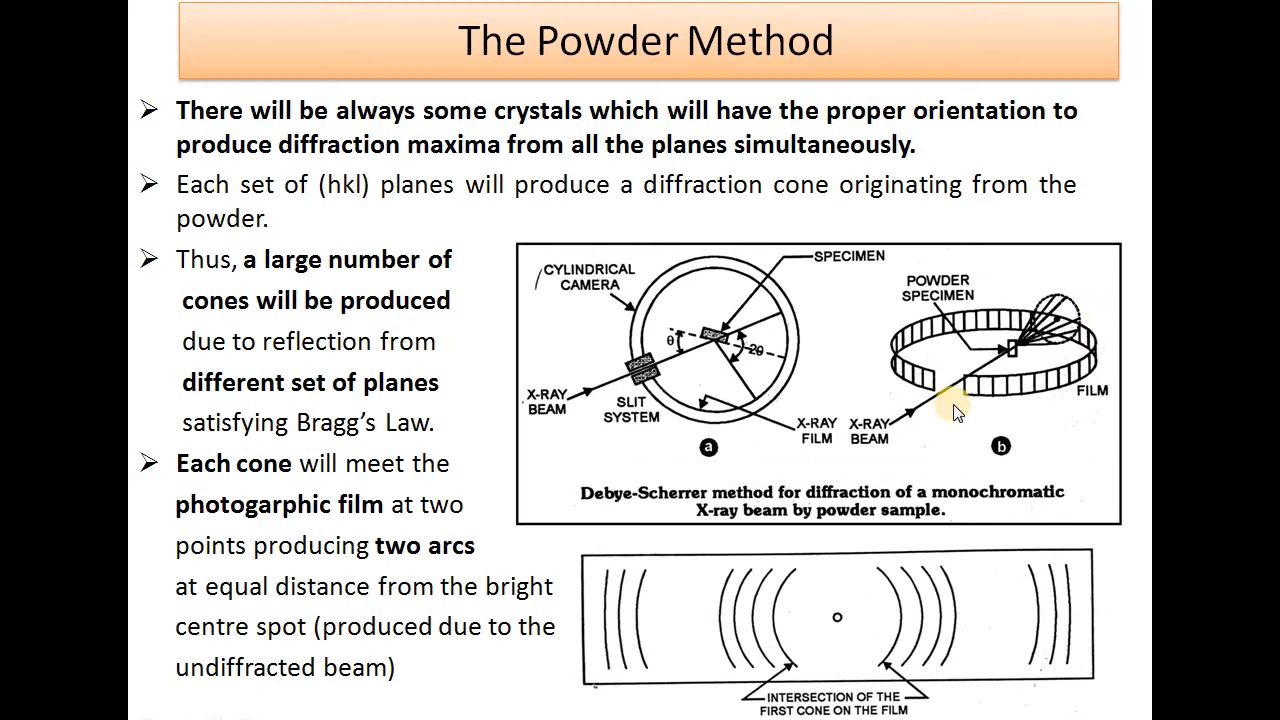 The Powder Method
➢ There will be always some crystals which will have the proper orientation to
produce diffraction maxima from all the planes simultaneously.
➢ Each set of (hkl) planes will produce a diffraction cone originating from the
powder.
➢ Thus, a large number of
cones will be produced
due to reflection from
different set of planes
satisfying Bragg’s Law.
➢ Each cone will meet the
photogarphic film at two
points producing two arcs
at equal distance from the bright
centre spot (produced due to the
undiffracted beam)
SPECIMEN
CYLINDRICAL
CAMERA
θ
2θ
X-RAY
BEAM
SLIT
SYSTEM
X-RAY
FILM
a
POWDER
SPECIMEN
FILM
X-RAY
BEAM
b
Debye-Scherrer method for diffraction of a monochromatic
X-ray beam by powder sample.
INTERSECTION OF THE
FIRST CONE ON THE FILM